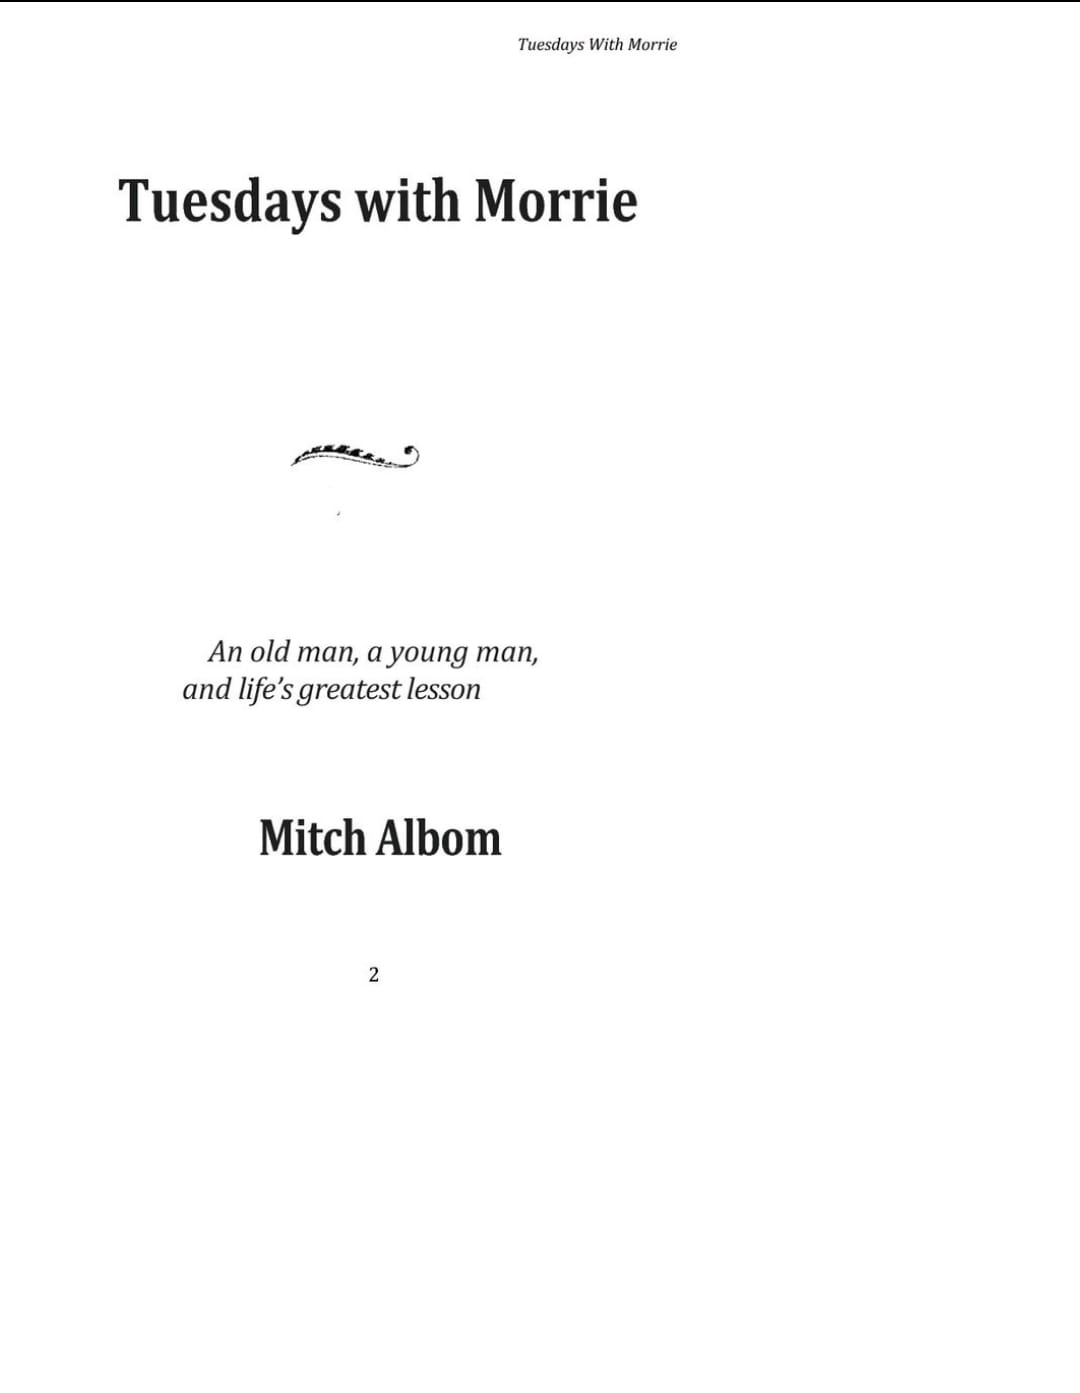 Tuesdays With Morrie
Tuesdays with Morrie
An old man, a young man,
and life’s greatest lesson
Mitch Albom
2